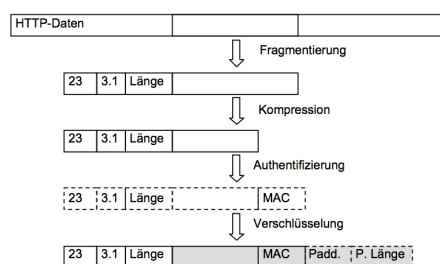 HTTP-Daten
Fragmentierung
23 3.1 Länge
Kompression
23 3.1 Länge
Authentifizierung
23 3.1 Länge MAC
Verschlüsselung
23 3.1 Länge MAC Padd. P. Länge